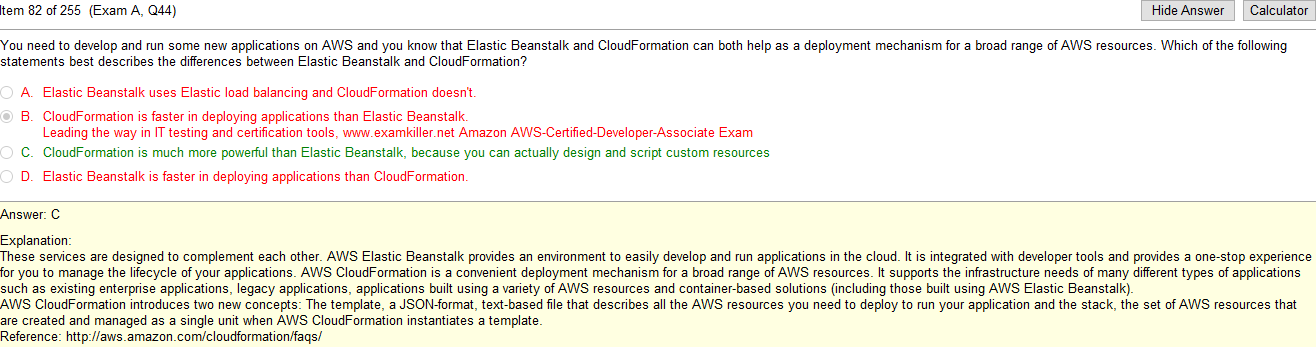 Item 82 of 255 (Exam A, Q44)
Hide Answer
Calculator
You need to develop and run some new applications on AWS and you know that Elastic Beanstalk and CloudFormation can both help as a deployment mechanism for a broad range of AWS resources. Which of the following
statements best describes the differences between Elastic Beanstalk and CloudFormation?
A. Elastic Beanstalk uses Elastic load balancing and CloudFormation doesn't.
B. CloudFormation is faster in deploying applications than Elastic Beanstalk.
Leading the way in IT testing and certification tools, www.examkiller.net Amazon AWS-Certified-Developer-Associate Exam
C. CloudFormation is much more powerful than Elastic Beanstalk, because you can actually design and script custom resources
D. Elastic Beanstalk is faster in deploying applications than CloudFormation.
Answer: C
Explanation:
These services are designed to complement each other. AWS Elastic Beanstalk provides an environment to easily develop and run applications in the cloud. It is integrated with developer tools and provides a one-stop experience
for you to manage the lifecycle of your applications. AWS CloudFormation is a convenient deployment mechanism for a broad range of AWS resources. It supports the infrastructure needs of many different types of applications
such as existing enterprise applications, legacy applications, applications built using a variety of AWS resources and container-based solutions (including those built using AWS Elastic Beanstalk).
AWS CloudFormation introduces two new concepts: The template, a JSON-format, text-based file that describes all the AWS resources you need to deploy to run your application and the stack, the set of AWS resources that
are created and managed as a single unit when AWS CloudFormation instantiates a template.
Reference: http://aws.amazon.com/cloudformation/faqs/